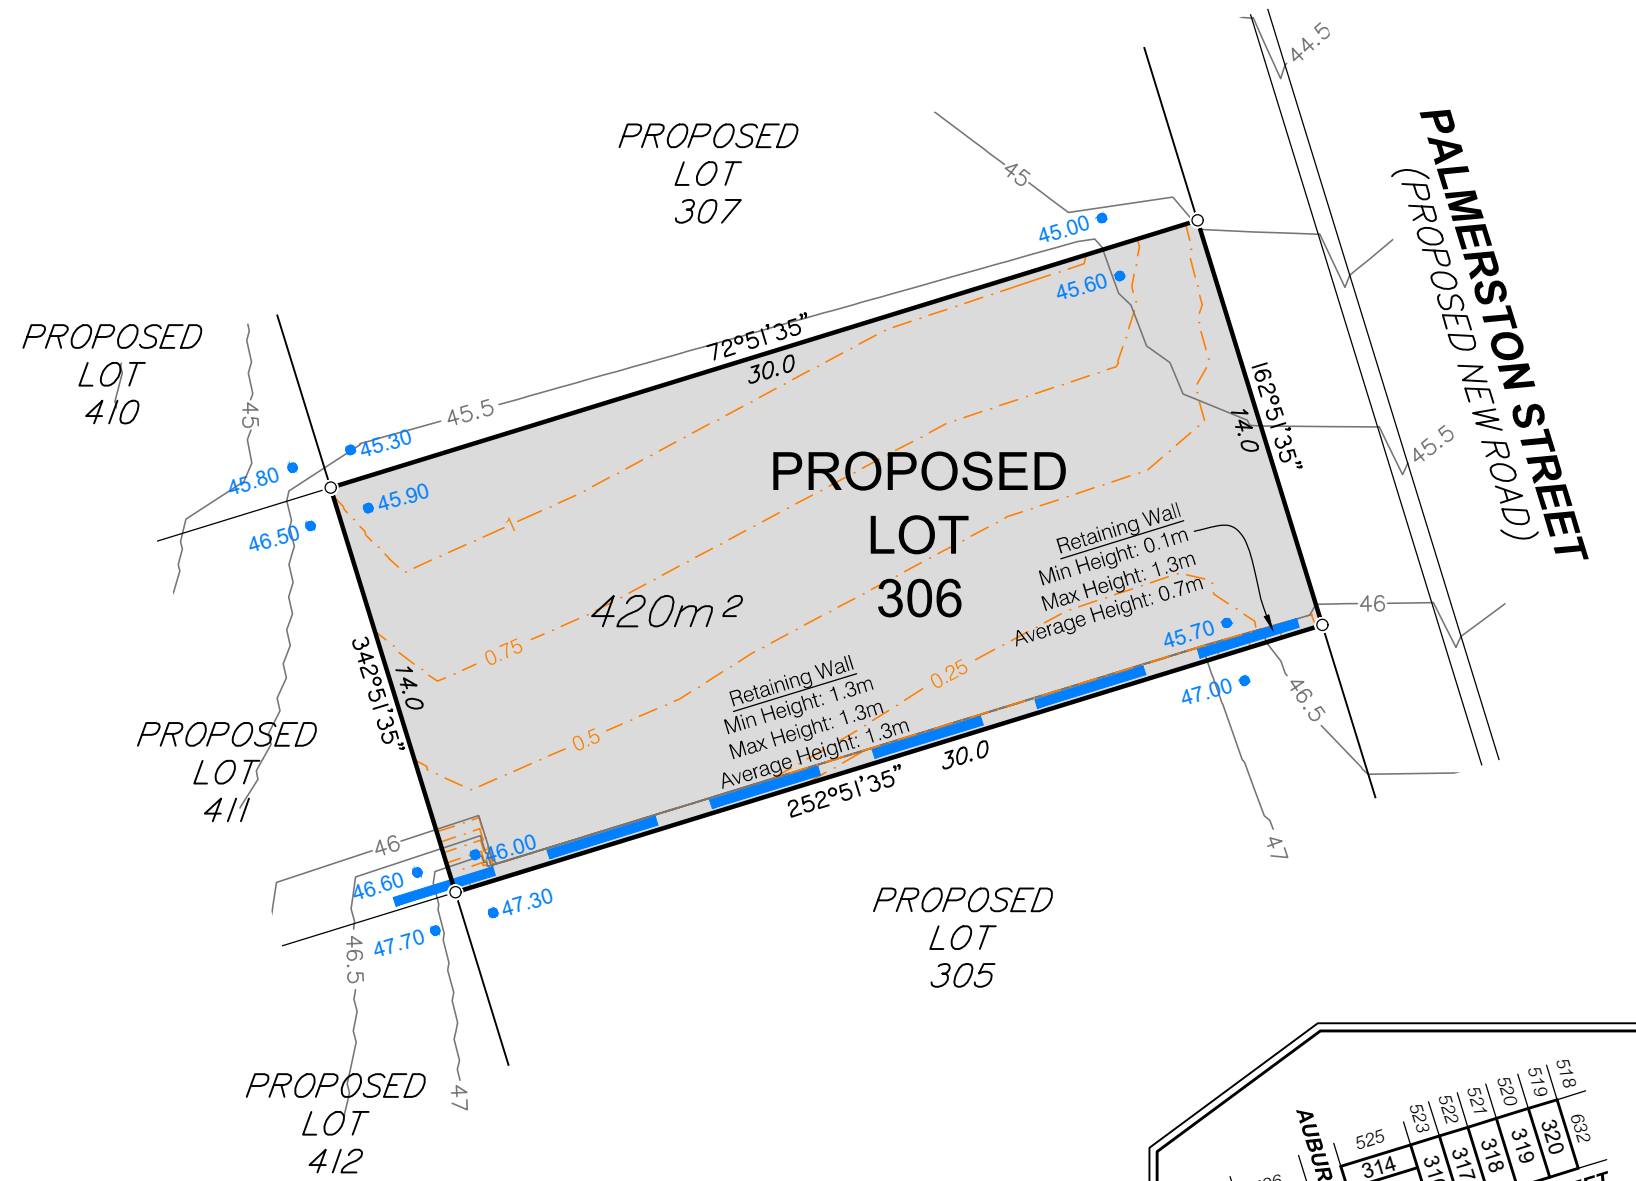 44.5
PALMERSTON STREET
(PROPOSED NEW ROAD)
PROPOSED
LOT
307
45
45.00
45.60
PROPOSED
LOT
410
45
72°51'35"
30.0
45.5
45.30
45.80
45.90
46.50
1
162°51'35"
14.0
45.5
PROPOSED
LOT
306
420m²
Retaining Wall
Min Height: 0.1m
Max Height: 1.3m
Average Height: 0.7m
46
45.70
47.00
46.5
0.75
0.5
0.25
342°51'35"
14.0
Retaining Wall
Min Height: 1.3m
Max Height: 1.3m
Average Height: 1.3m
252°51'35"
30.0
PROPOSED
LOT
411
46
46.00
46.60
47.30
47.70
46.5
47
47
PROPOSED
LOT
305
PROPOSED
LOT
412
AUBUR
525
523
522
521
520
519
518
632
314
317
318
319
320